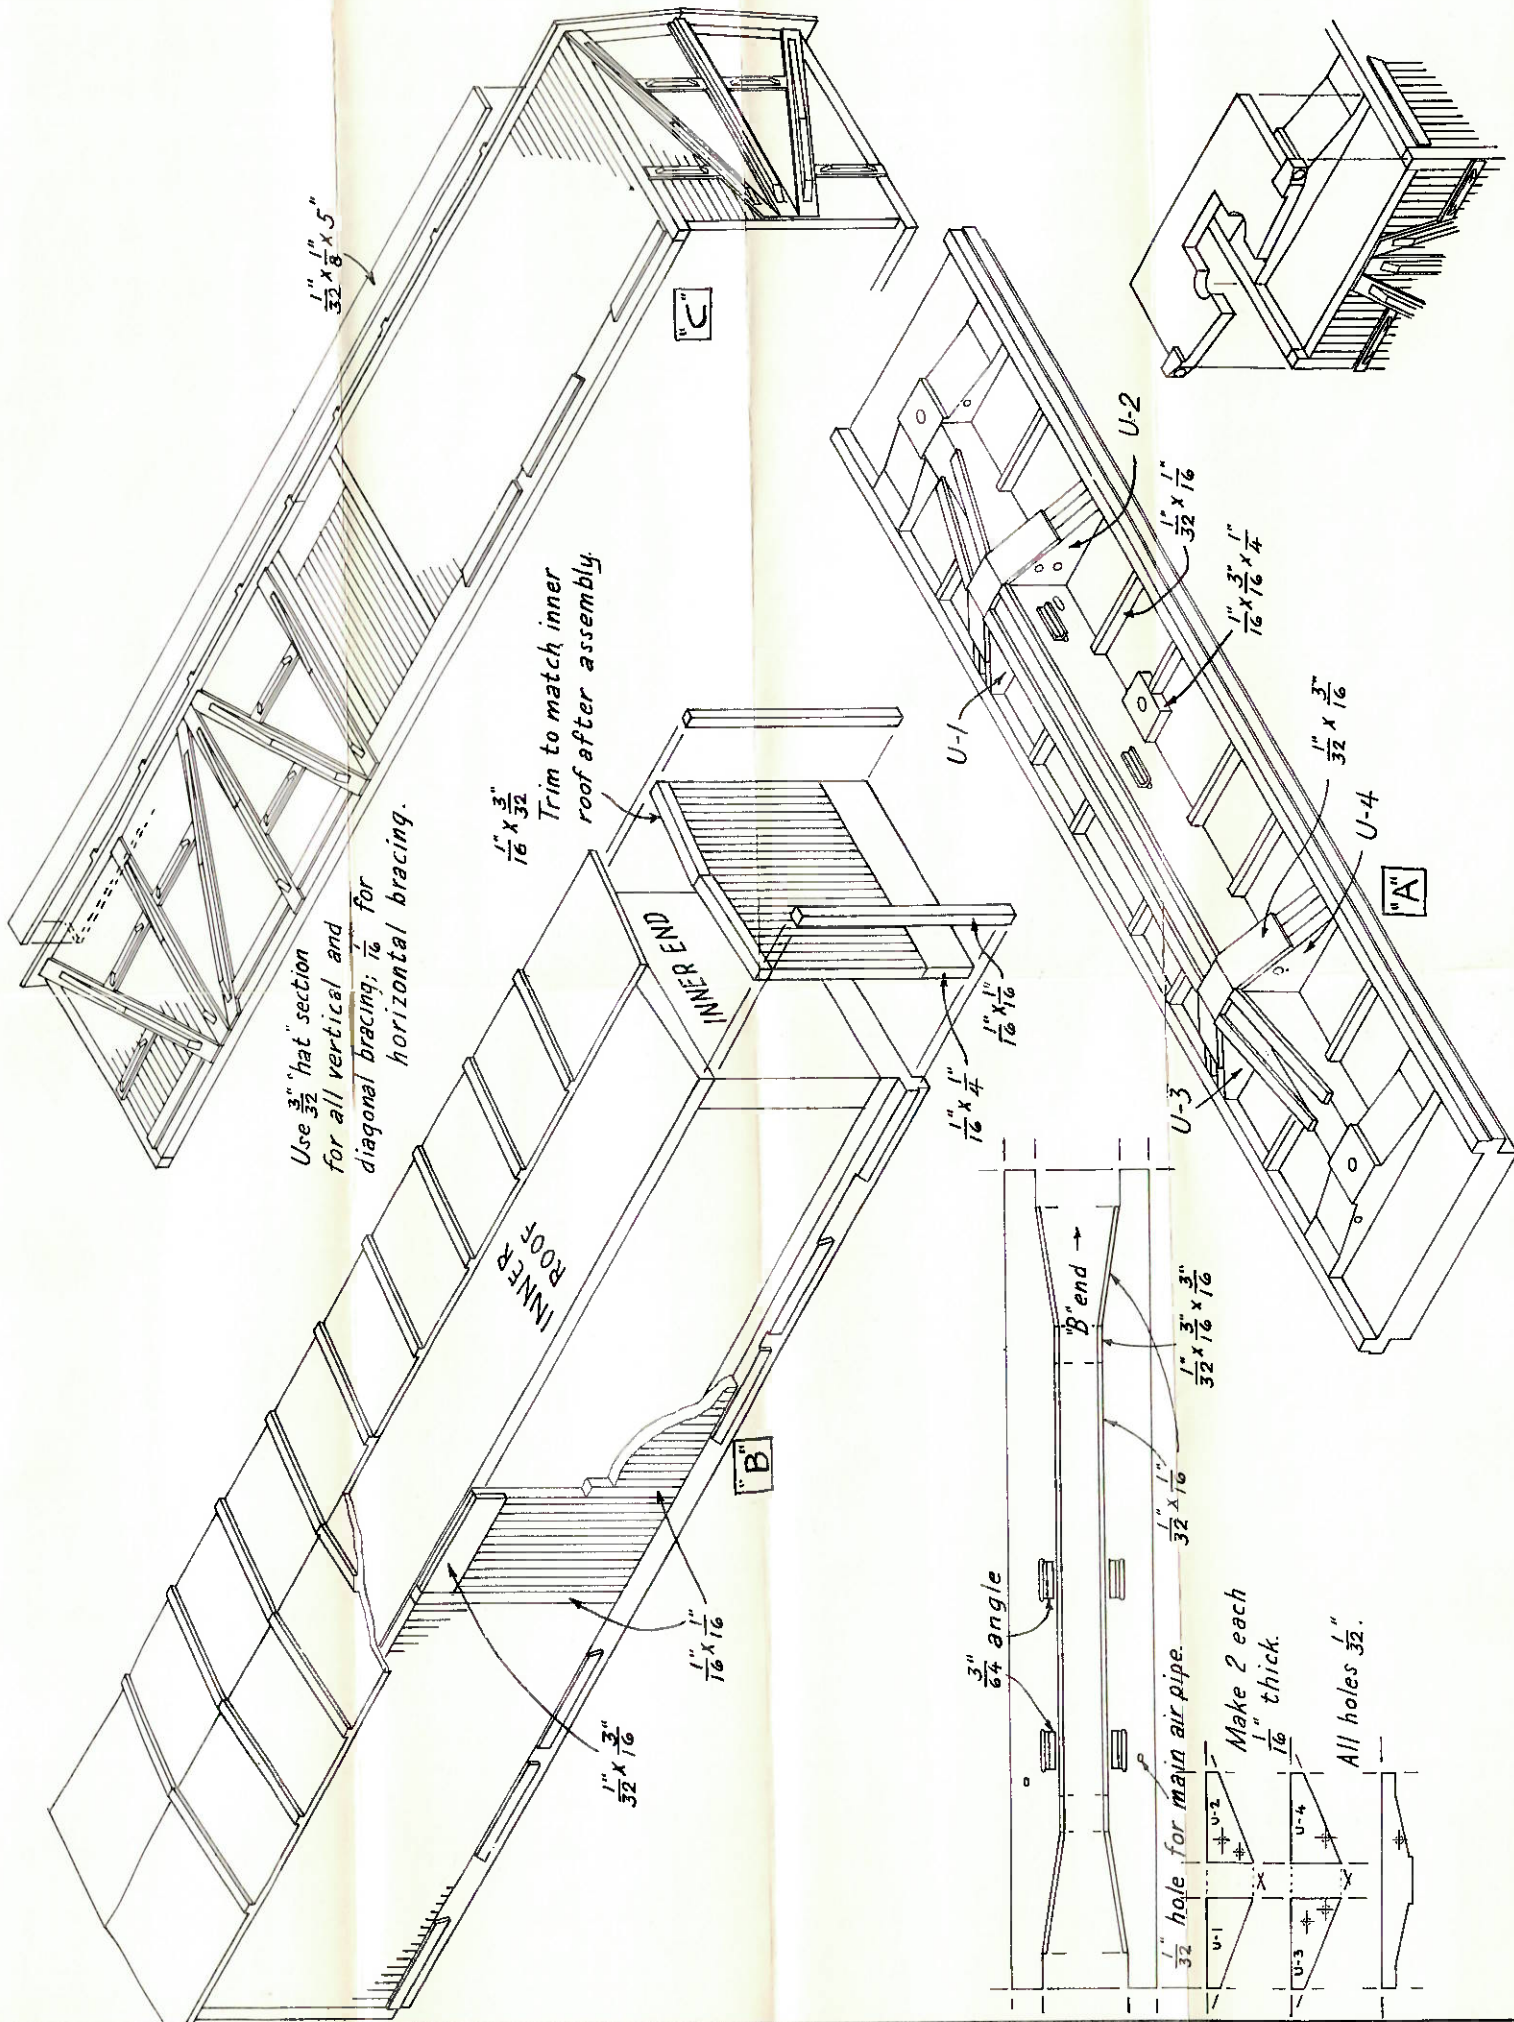 1/32" x 1/8" x 5"
"C"
Use 3/32" "hat" section
for all vertical and
diagonal bracing; 1/16" for
horizontal bracing.
1/16" x 3/32"
Trim to match inner
roof after assembly.
INNER END
INNER
ROOF
1/16" x 1/16"
1/16" x 1/4"
"B"
1/16" x 1/16"
1/32" x 3/16"
U-1
U-2
1/32" x 1/16"
1/16" x 3/16" x 1/4"
1/32" x 3/16"
U-4
U-3
"A"
3/64" angle
"B" end →
1/32" x 3/16" x 3/16"
1/32" x 1/16"
1/32" hole for main air pipe.
U-1
U-2
Make 2 each
1/16" thick.
U-3
U-4
X
X
All holes 1/32".